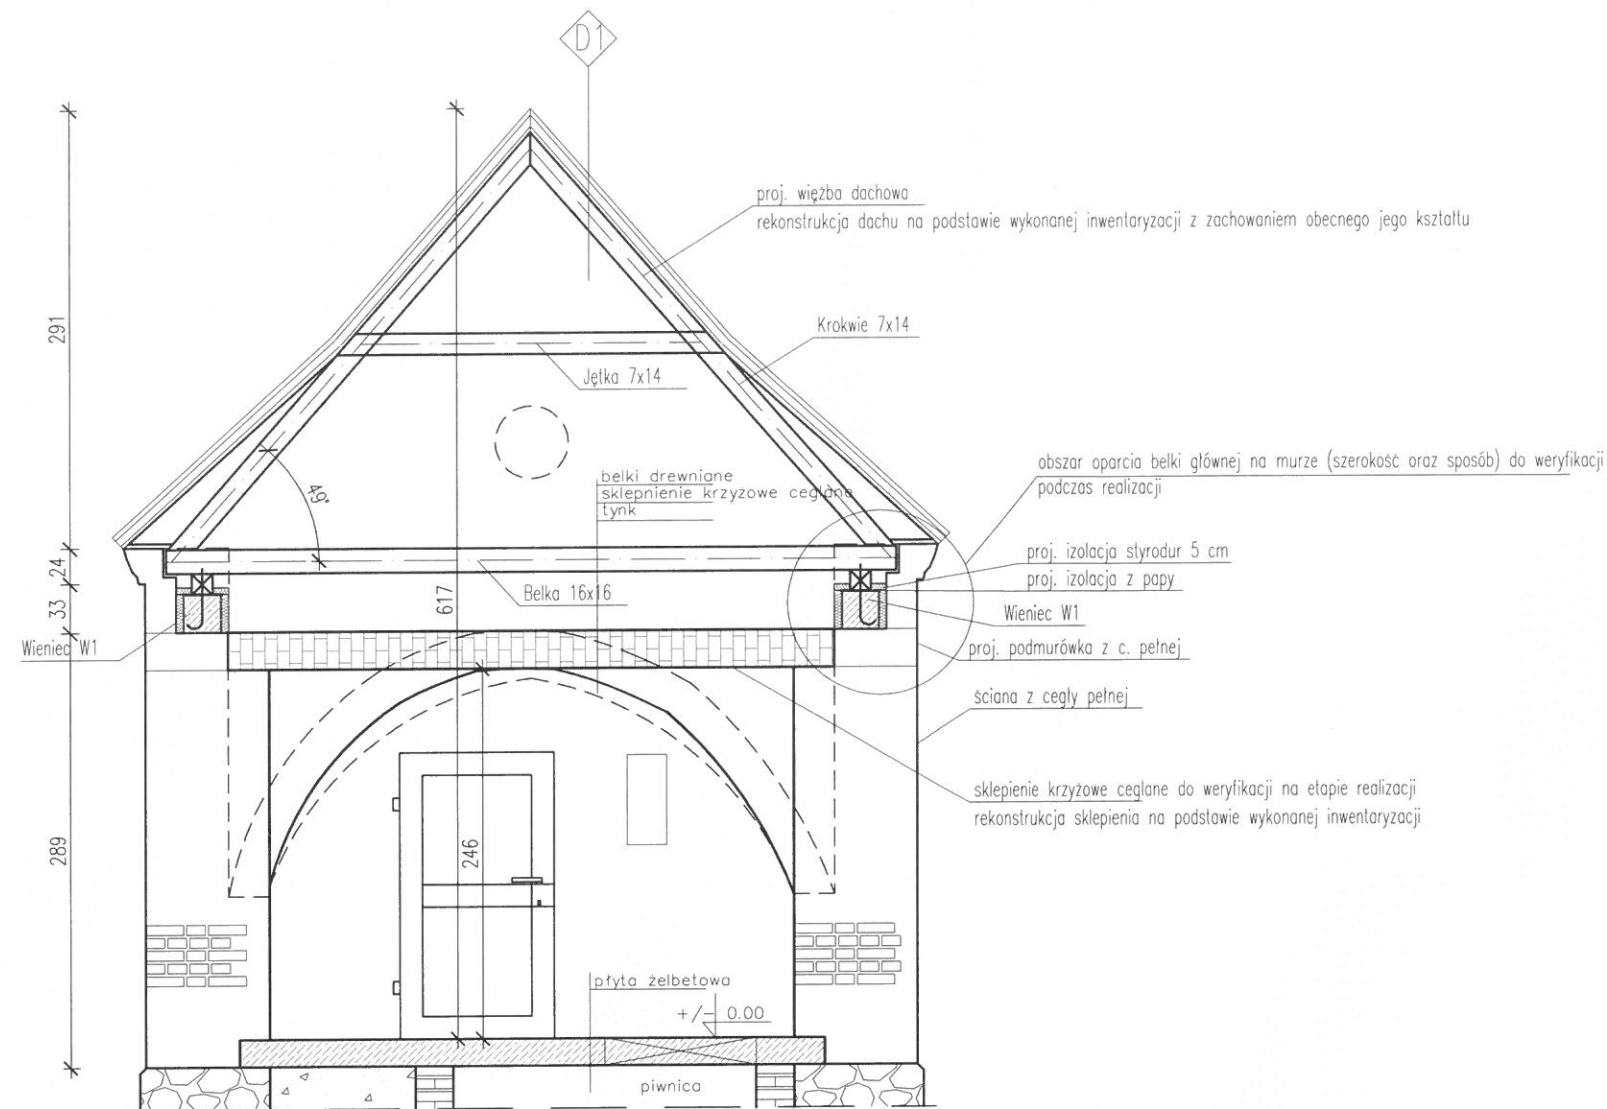 D1
proj. więźba dachowa
rekonstrukcja dachu na podstawie wykonanej inwentaryzacji z zachowaniem obecnego jego kształtu
291
Krokwie 7x14
Jętka 7x14
obszar oparcia belki głównej na murze (szerokość oraz sposób) do weryfikacji
podczas realizacji
belki drewniane
sklepnienie krzyżowe ceglane
tynk
49°
proj. izolacja styrodur 5 cm
proj. izolacja z papy
24
Belka 16x16
617
33
Wieniec W1
Wieniec W1
proj. podmurówka z c. pełnej
ściana z cegły pełnej
sklepienie krzyżowe ceglane do weryfikacji na etapie realizacji
rekonstrukcja sklepienia na podstawie wykonanej inwentaryzacji
289
246
płyta żelbetowa
+/- 0.00
piwnica